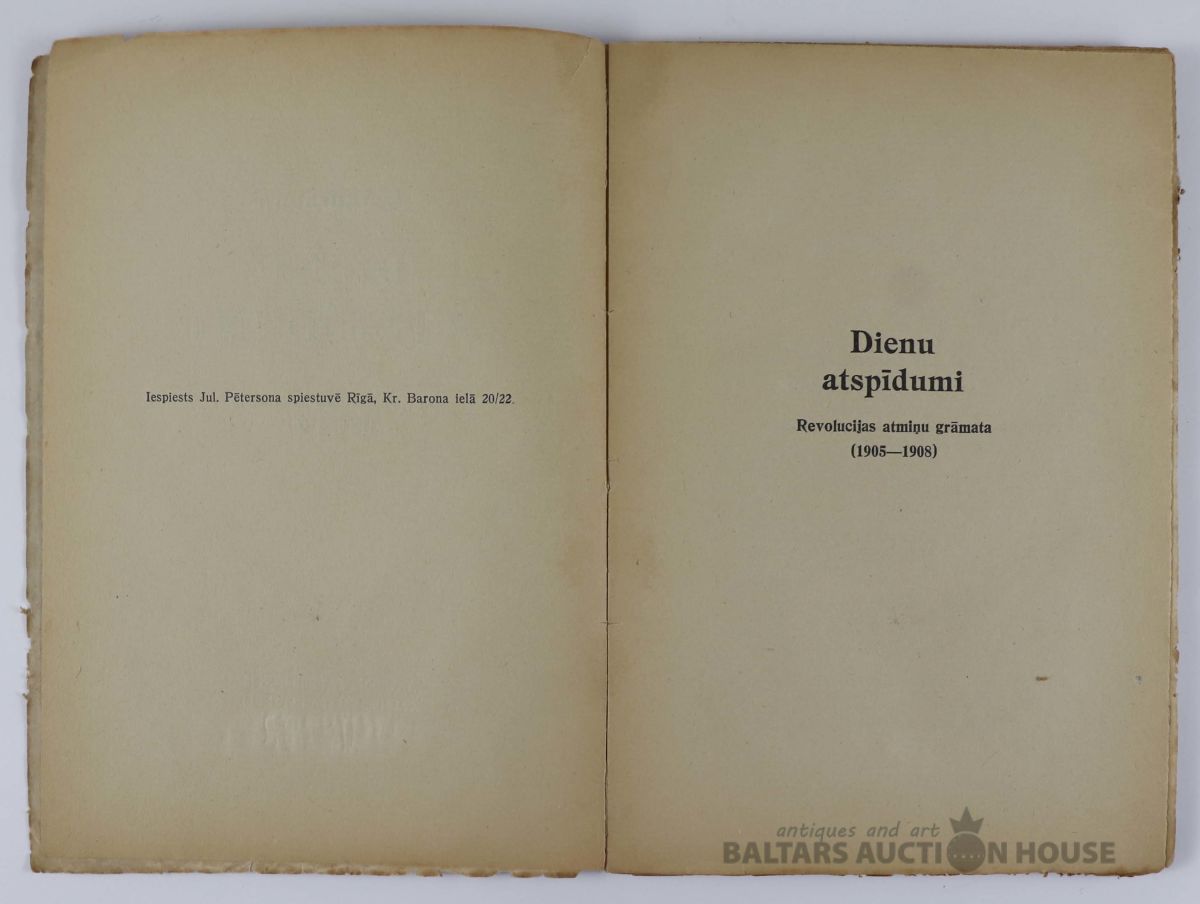 Iespiests Jul. Pētersona spiestuvē Rīgā, Kr. Barona ielā 20/22.
Dienu
atspīdumi
Revolucijas atmiņu grāmata
(1905—1908)
antiques and art
BALTARS AUCTION HOUSE